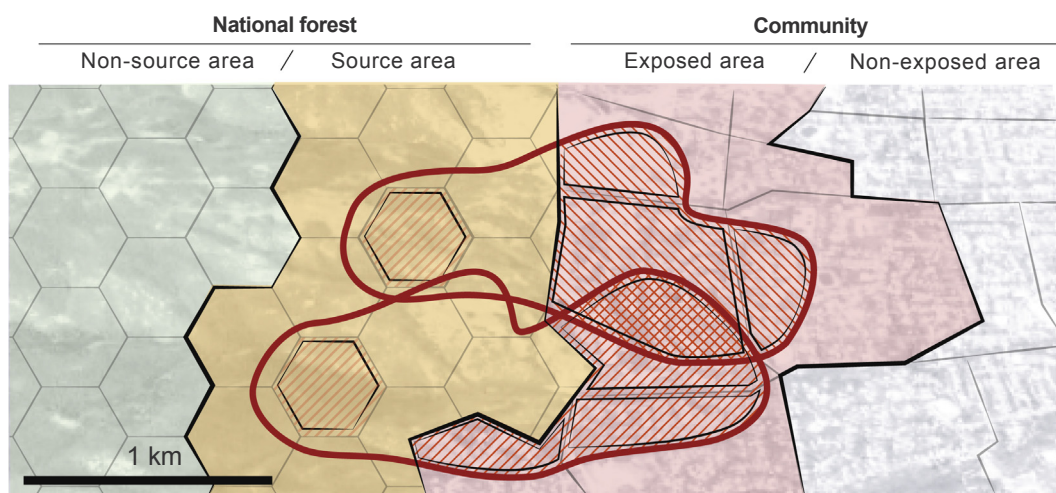 National forest Community
Non-source area / Source area Exposed area / Non-exposed area
1 km